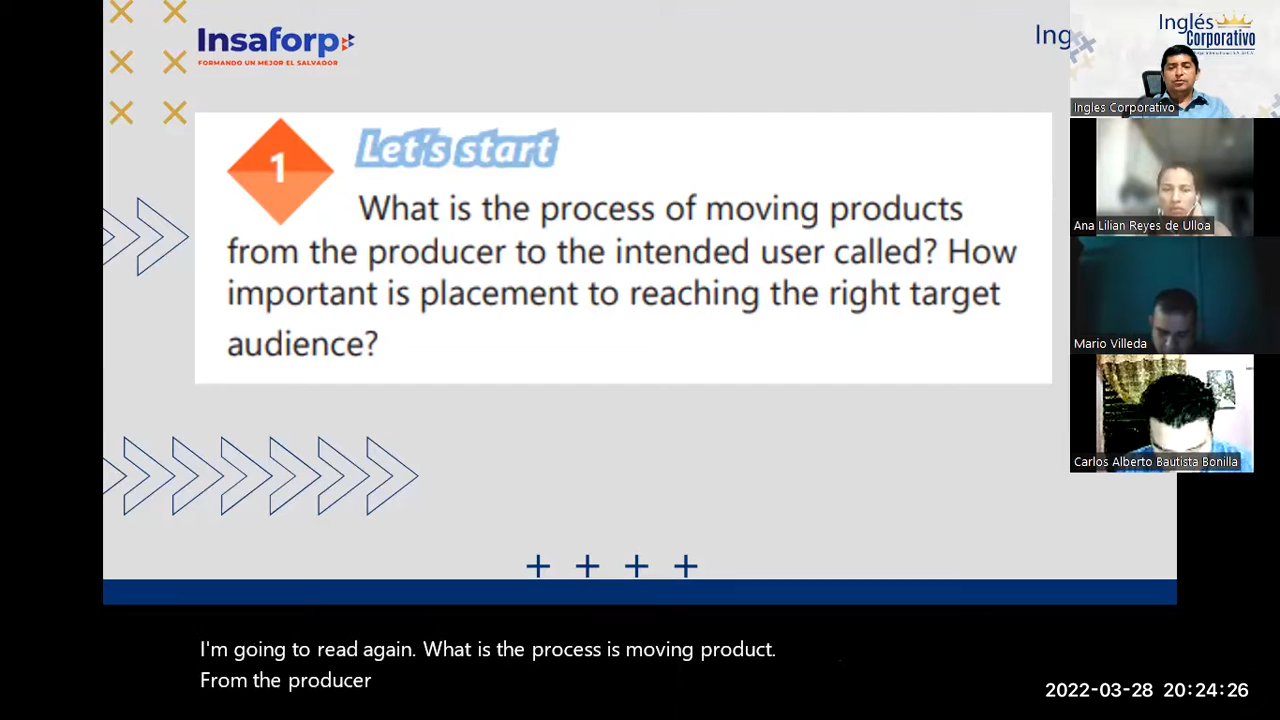 Insaforp
FORMANDO UN MEJOR EL SALVADOR
Ing
Inglés
Corporativo
Ingles Corporativo
1
Let's start
What is the process of moving products
from the producer to the intended user called? How
important is placement to reaching the right target
audience?
Ana Lilian Reyes de Ulloa
Mario Villeda
Carlos Alberto Bautista Bonilla
I'm going to read again. What is the process is moving product.
From the producer
2022-03-28 20:24:26